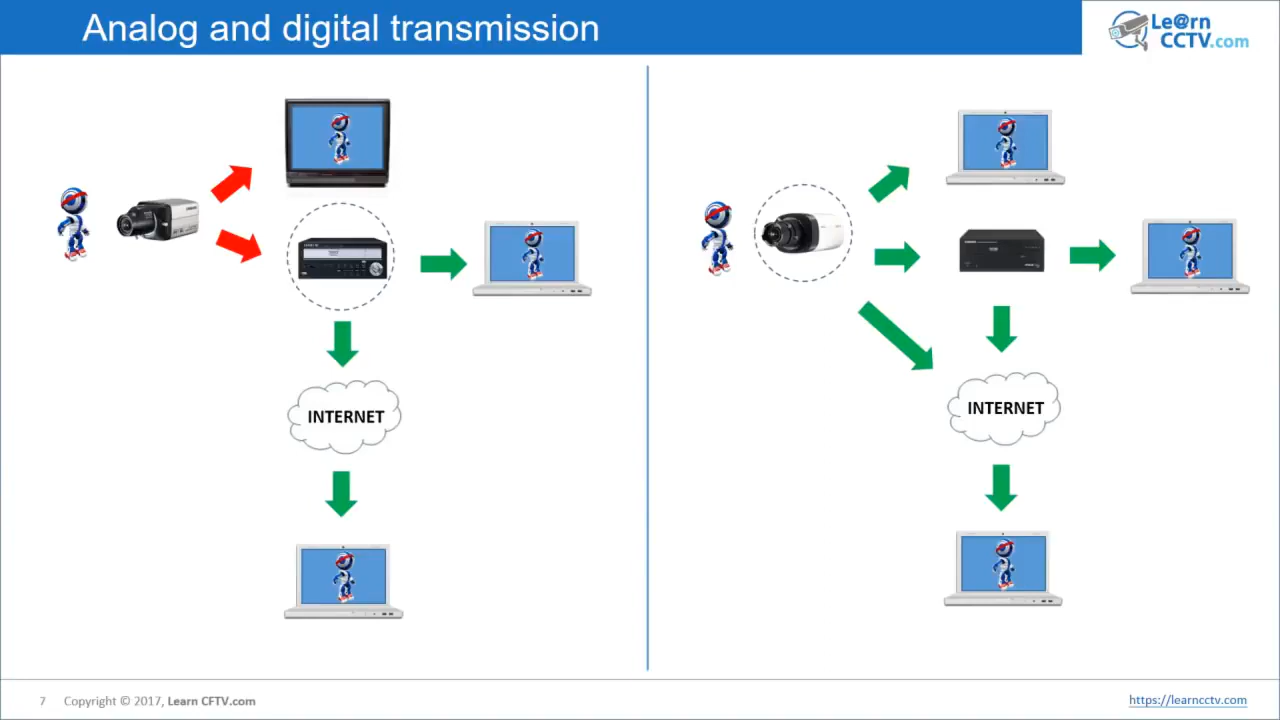 Analog and digital transmission
Le@rn
CCTV.com
INTERNET
INTERNET
7
Copyright © 2017, Learn CFTV.com
https://learncctv.com